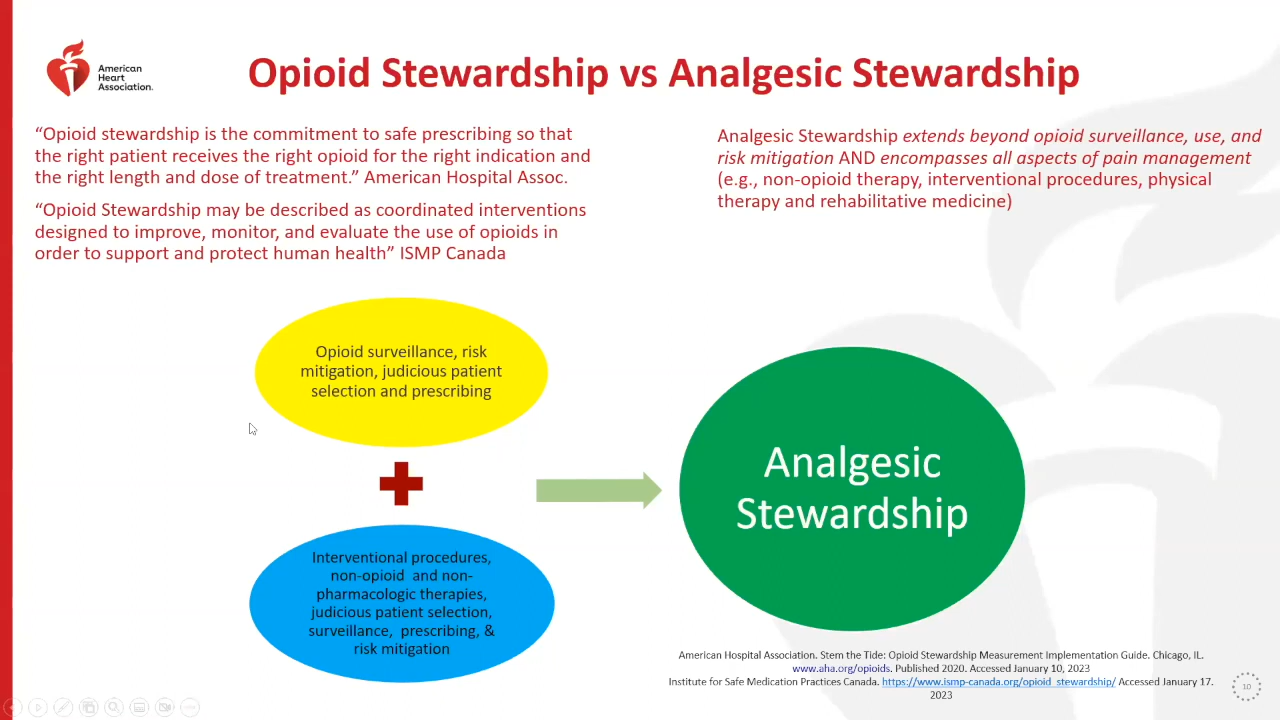 American
Heart
Association.
Opioid Stewardship vs Analgesic Stewardship
“Opioid stewardship is the commitment to safe prescribing so that
the right patient receives the right opioid for the right indication and
the right length and dose of treatment.” American Hospital Assoc.
“Opioid Stewardship may be described as coordinated interventions
designed to improve, monitor, and evaluate the use of opioids in
order to support and protect human health” ISMP Canada
Analgesic Stewardship extends beyond opioid surveillance, use, and
risk mitigation AND encompasses all aspects of pain management
(e.g., non-opioid therapy, interventional procedures, physical
therapy and rehabilitative medicine)
Opioid surveillance, risk
mitigation, judicious patient
selection and prescribing
Interventional procedures,
non-opioid and non-
pharmacologic therapies,
judicious patient selection,
surveillance, prescribing, &
risk mitigation
Analgesic
Stewardship
American Hospital Association. Stem the Tide: Opioid Stewardship Measurement Implementation Guide. Chicago, IL.
www.aha.org/opioids. Published 2020. Accessed January 10, 2023
Institute for Safe Medication Practices Canada. https://www.ismp-canada.org/opioid_stewardship/ Accessed January 17.
2023
10